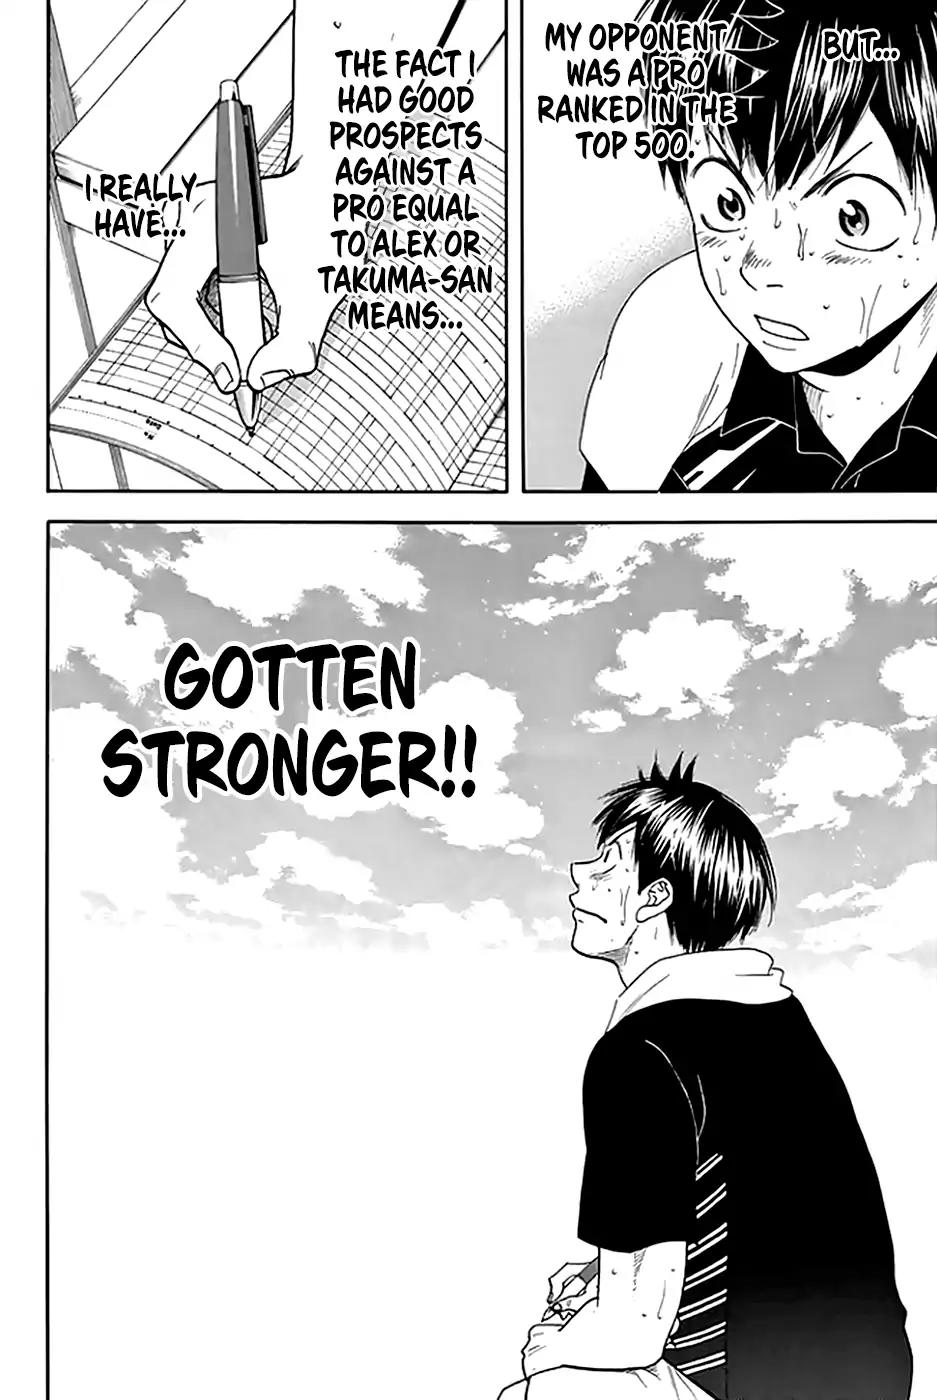 BUT...
MY OPPONENT
WAS A PRO
RANKED IN THE
TOP 500.
THE FACT I
HAD GOOD
PROSPECTS
AGAINST A
PRO EQUAL
TO ALEX OR
TAKUMA-SAN
MEANS...
I REALLY
HAVE...
GOTTEN
STRONGER!!